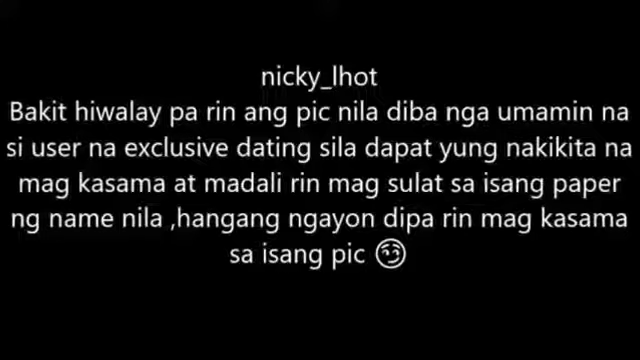 nicky_lhot
Bakit hiwalay pa rin ang pic nila diba nga umamin na
si user na exclusive dating sila dapat yung nakikita na
mag kasama at madali rin mag sulat sa isang paper
ng name nila ,hangang ngayon dipa rin mag kasama
sa isang pic 😏